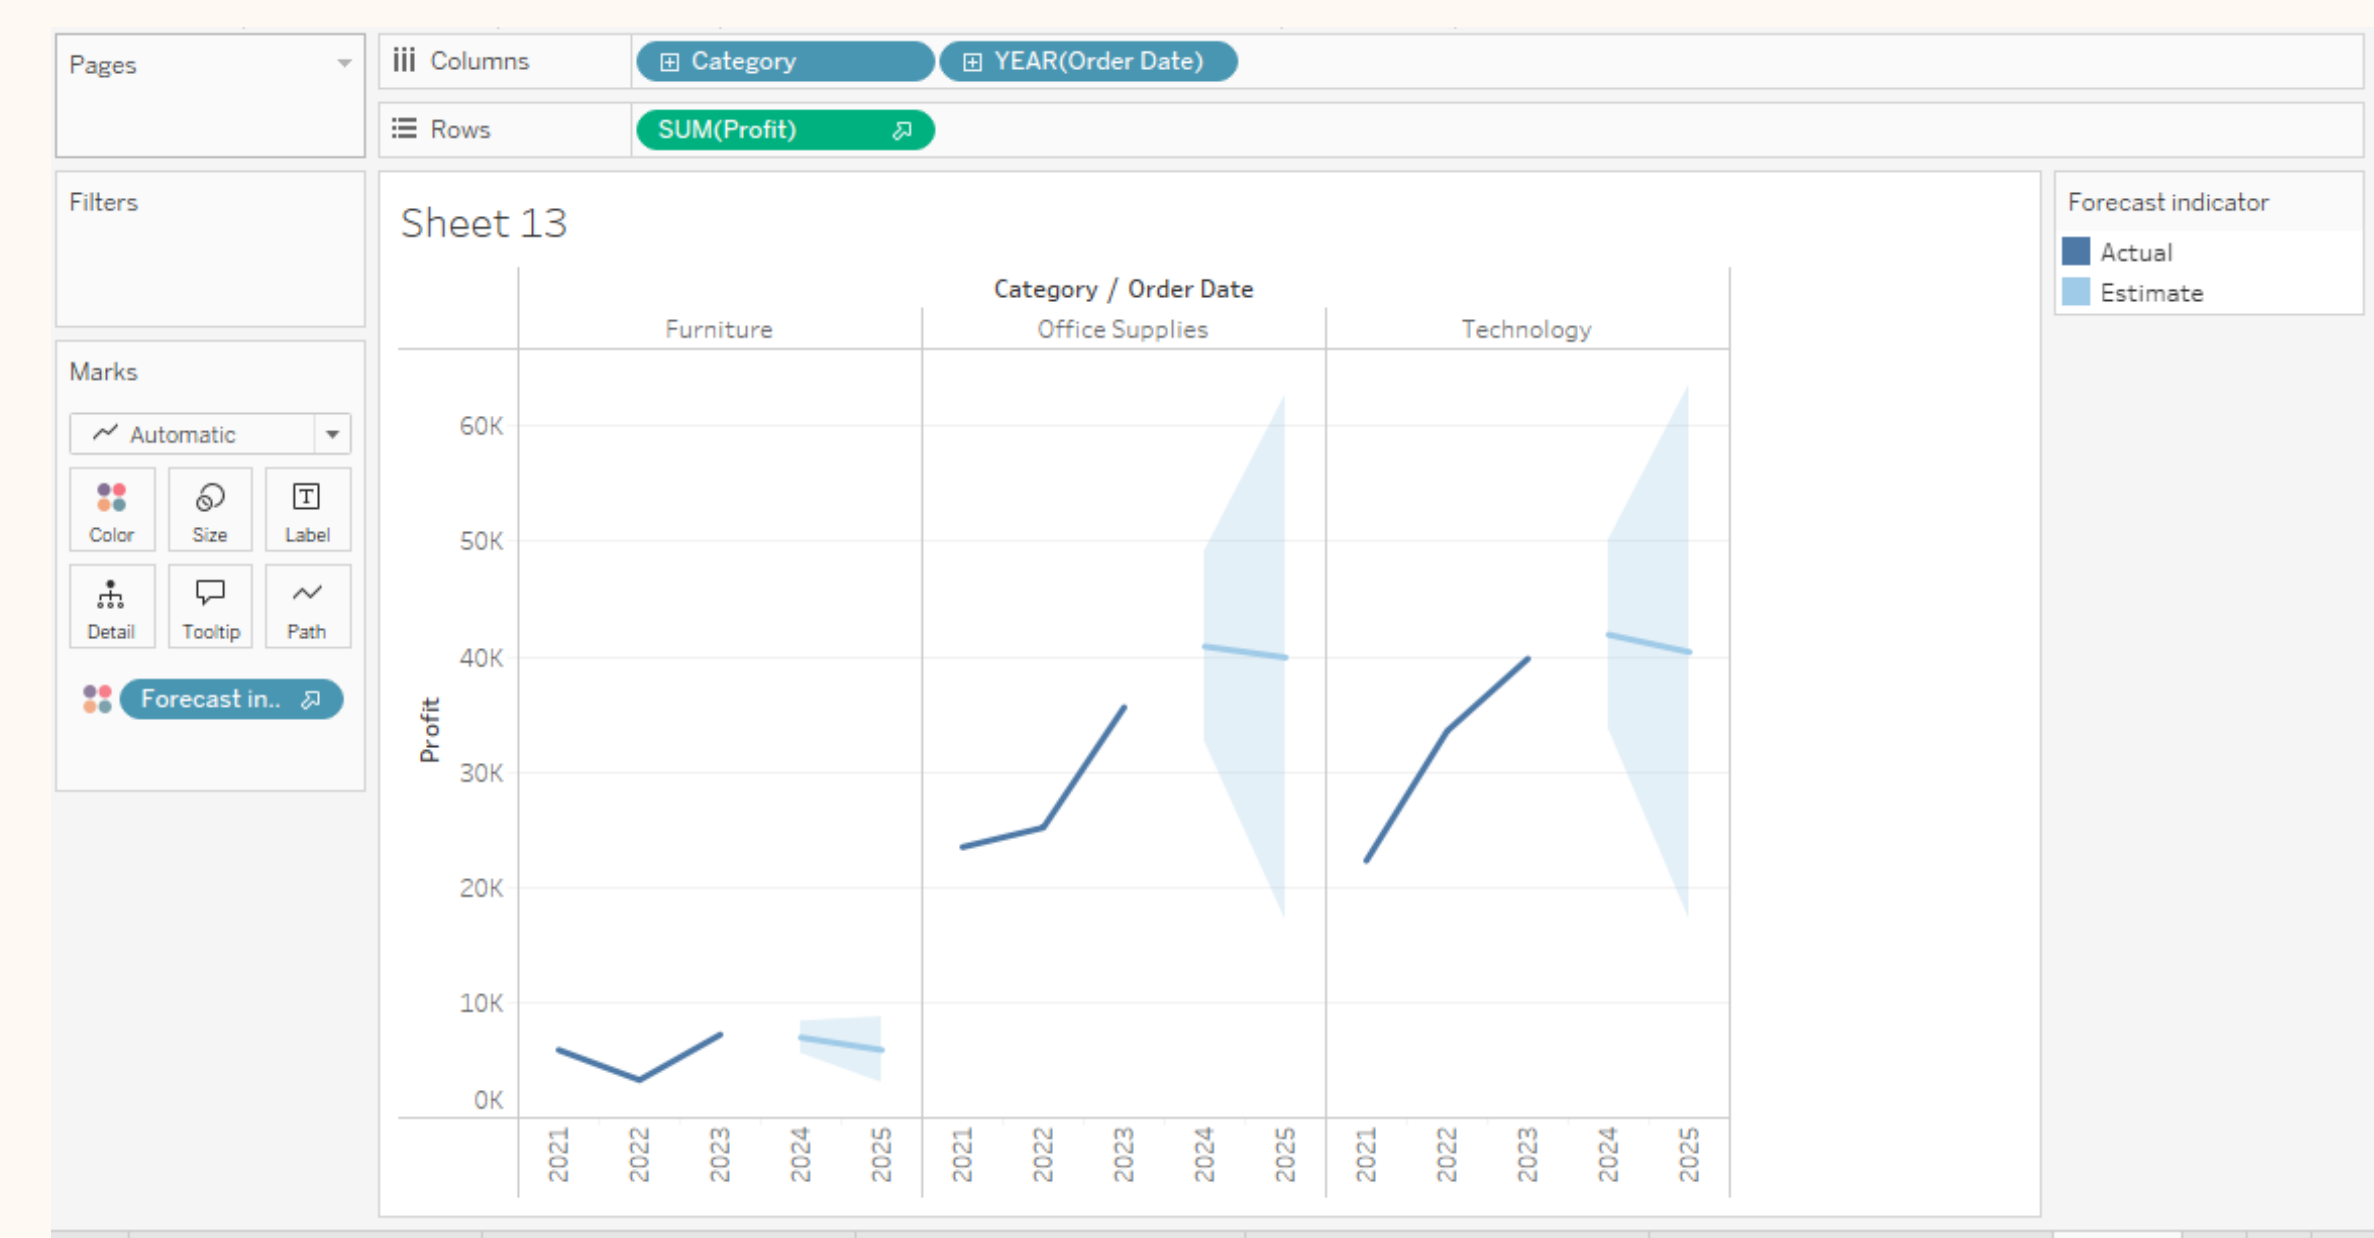 Pages
Columns
Category
YEAR(Order Date)
Rows
SUM(Profit)
Filters
Marks
Automatic
Color
Size
Label
Detail
Tooltip
Path
Forecast in..
Sheet 13
Category / Order Date
Furniture
Office Supplies
Technology
Profit
60K
50K
40K
30K
20K
10K
0K
2021
2022
2023
2024
2025
2021
2022
2023
2024
2025
2021
2022
2023
2024
2025
Forecast indicator
Actual
Estimate